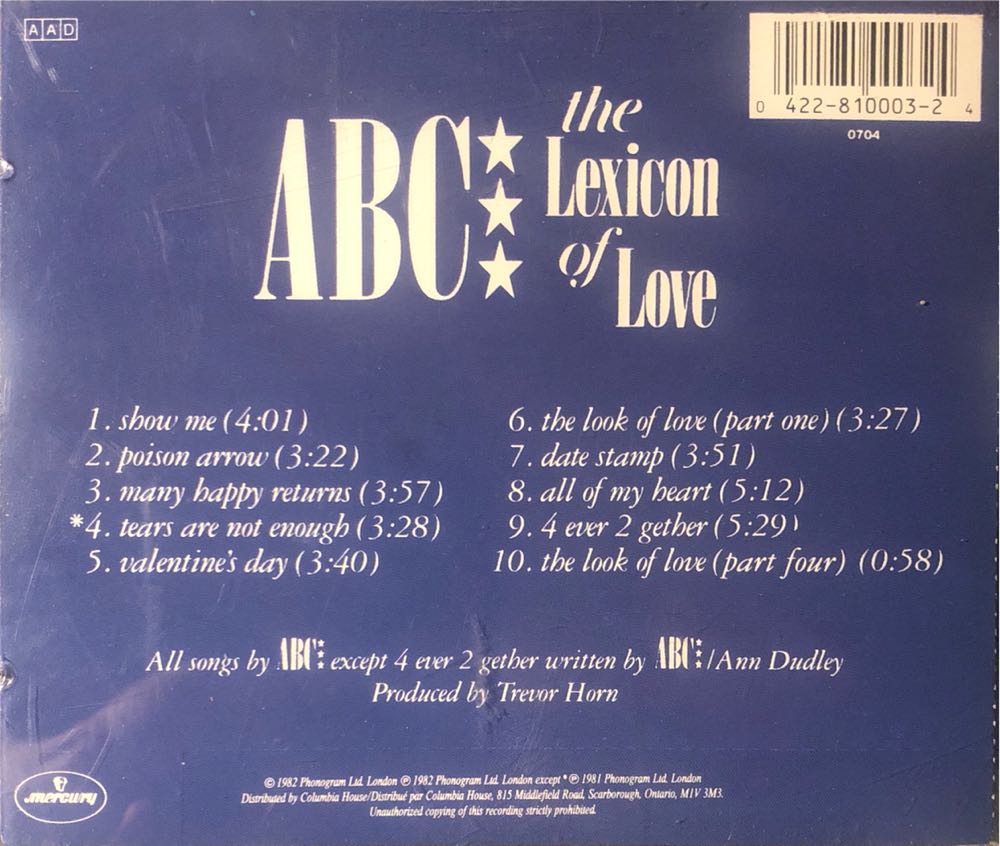 AAD
0 422-810003-2 4
0704
ABC
the
Lexicon
of
Love
1. show me (4:01)
2. poison arrow (3:22)
3. many happy returns (3:57)
*4. tears are not enough (3:28)
5. valentine's day (3:40)
6. the look of love (part one) (3:27)
7. date stamp (3:51)
8. all of my heart (5:12)
9. 4 ever 2 gether (5:29)
10. the look of love (part four) (0:58)
All songs by ABC except 4 ever 2 gether written by ABC /Ann Dudley
Produced by Trevor Horn
© 1982 Phonogram Ltd. London ℗ 1982 Phonogram Ltd. London except * ℗ 1981 Phonogram Ltd. London
Distributed by Columbia House/Distribué par Columbia House, 815 Middlefield Road, Scarborough, Ontario, M1V 3M3.
Unauthorized copying of this recording strictly prohibited.
mercury